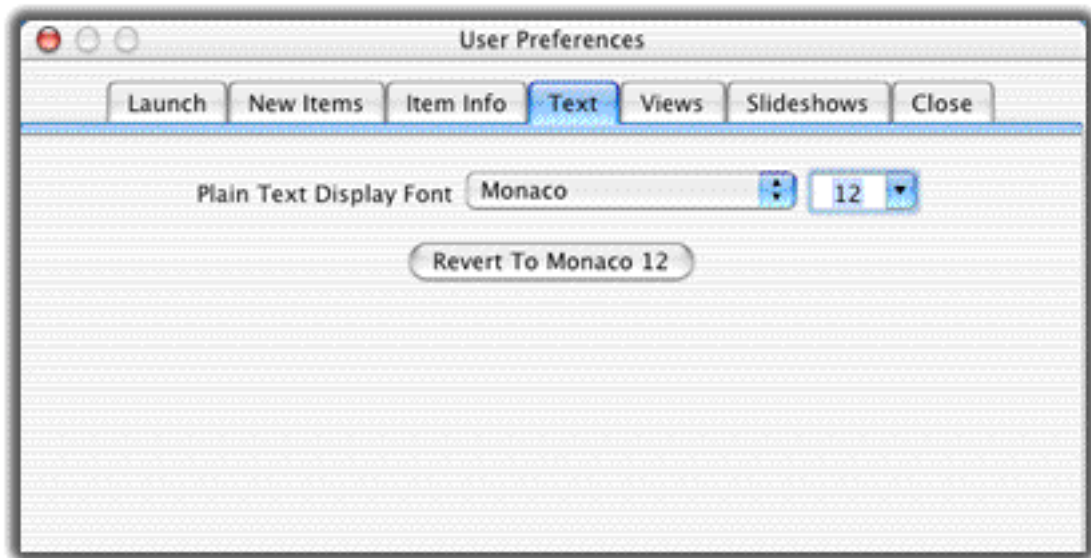 User Preferences
Launch New Items Item Info Text Views Slideshows Close
Plain Text Display Font Monaco 12
Revert To Monaco 12